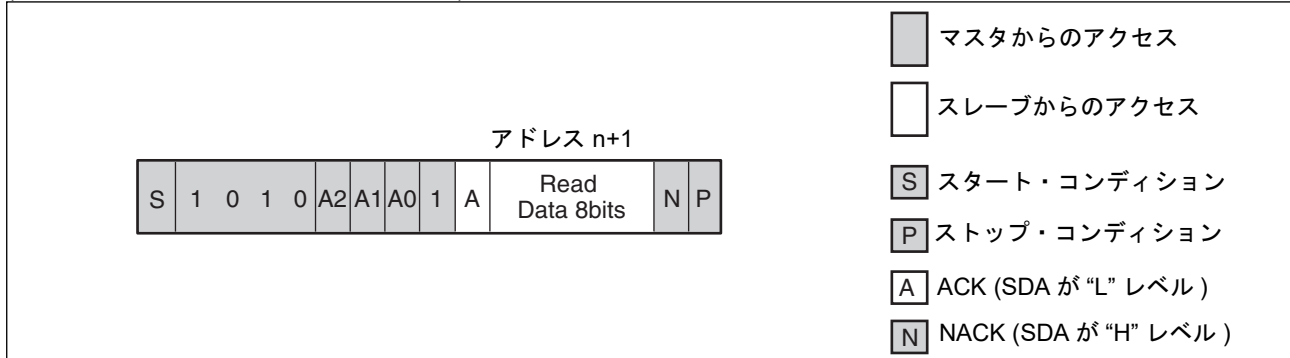 アドレス n+1
S 1 0 1 0 A2 A1 A0 1 A Read Data 8bits N P
マスタからのアクセス
スレーブからのアクセス
S スタート・コンディション
P ストップ・コンディション
A ACK (SDA が “L” レベル )
N NACK (SDA が “H” レベル )